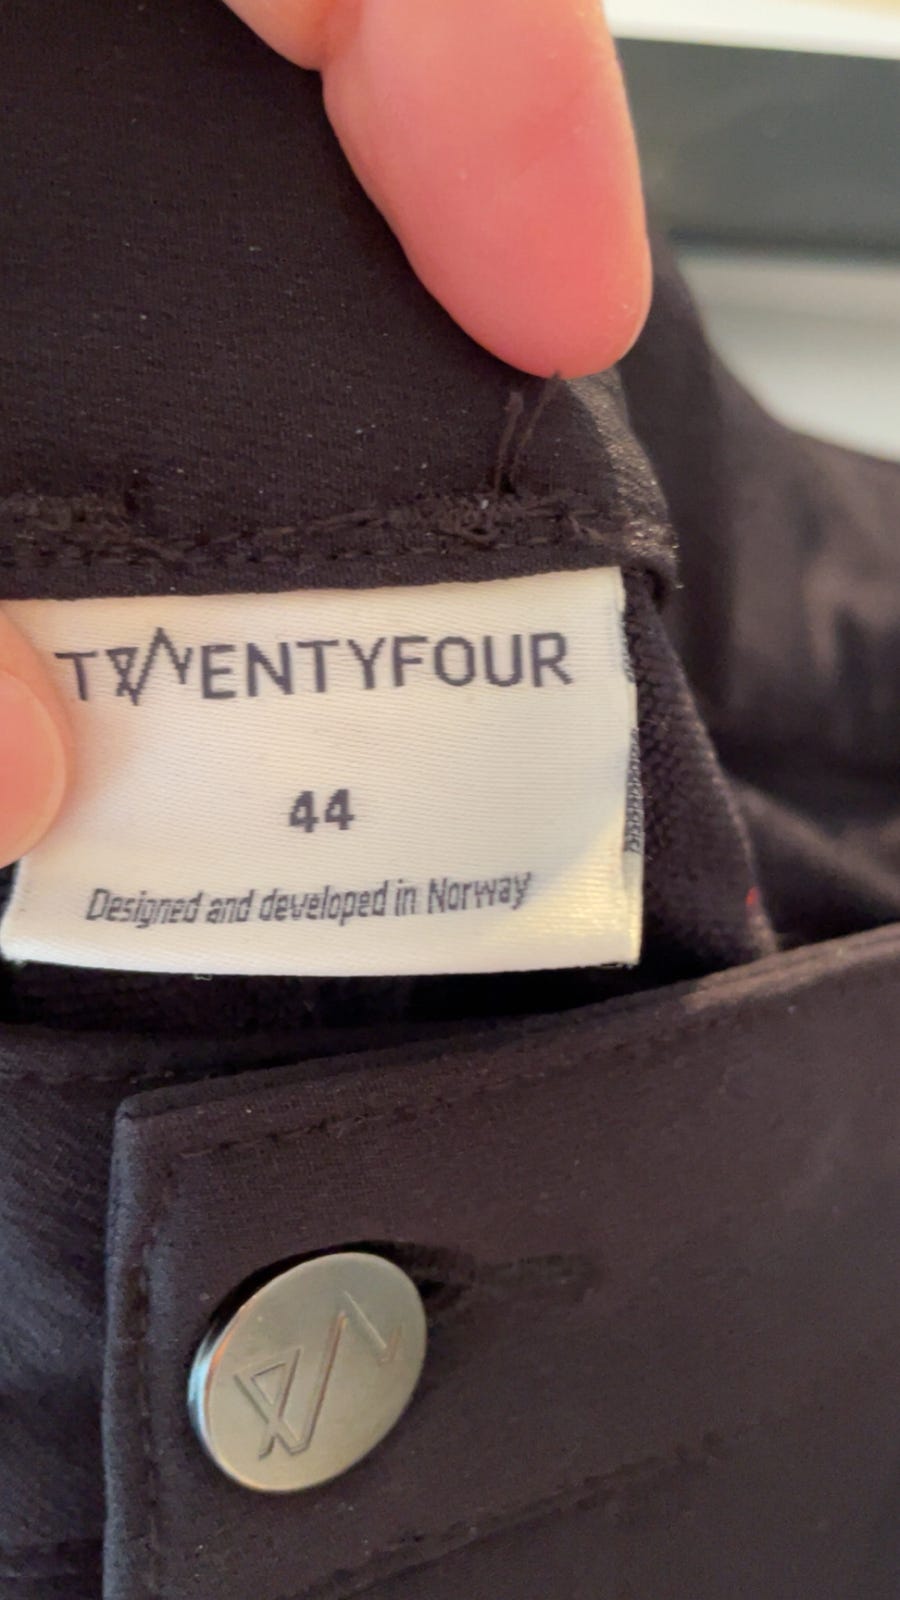 TWENTYFOUR
44
Designed and developed in Norway